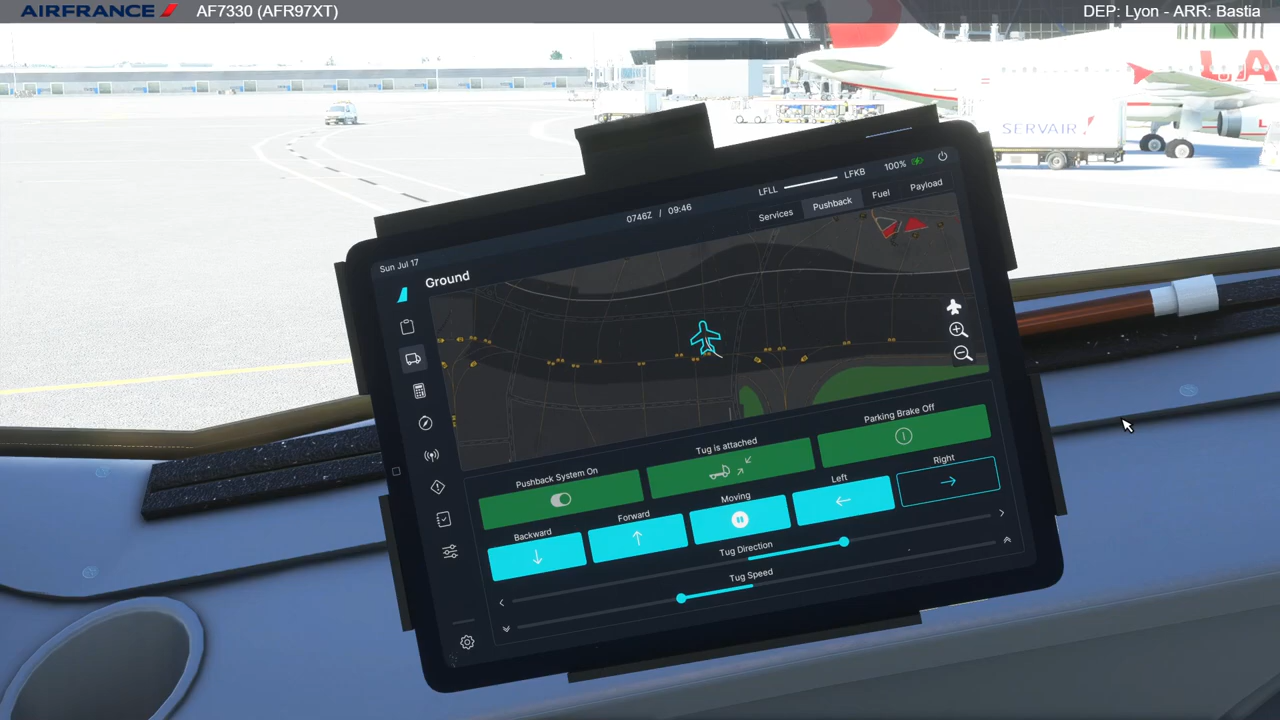 AIRFRANCE AF7330 (AFR97XT) DEP: Lyon - ARR: Bastia
SERVAIR
LA
Sun Jul 17 0746Z / 09:46 LFLL LFKB 100%
Ground Services Pushback Fuel Payload
Pushback System On Tug is attached Parking Brake Off
Backward Forward Moving Left Right
Tug Direction
Tug Speed